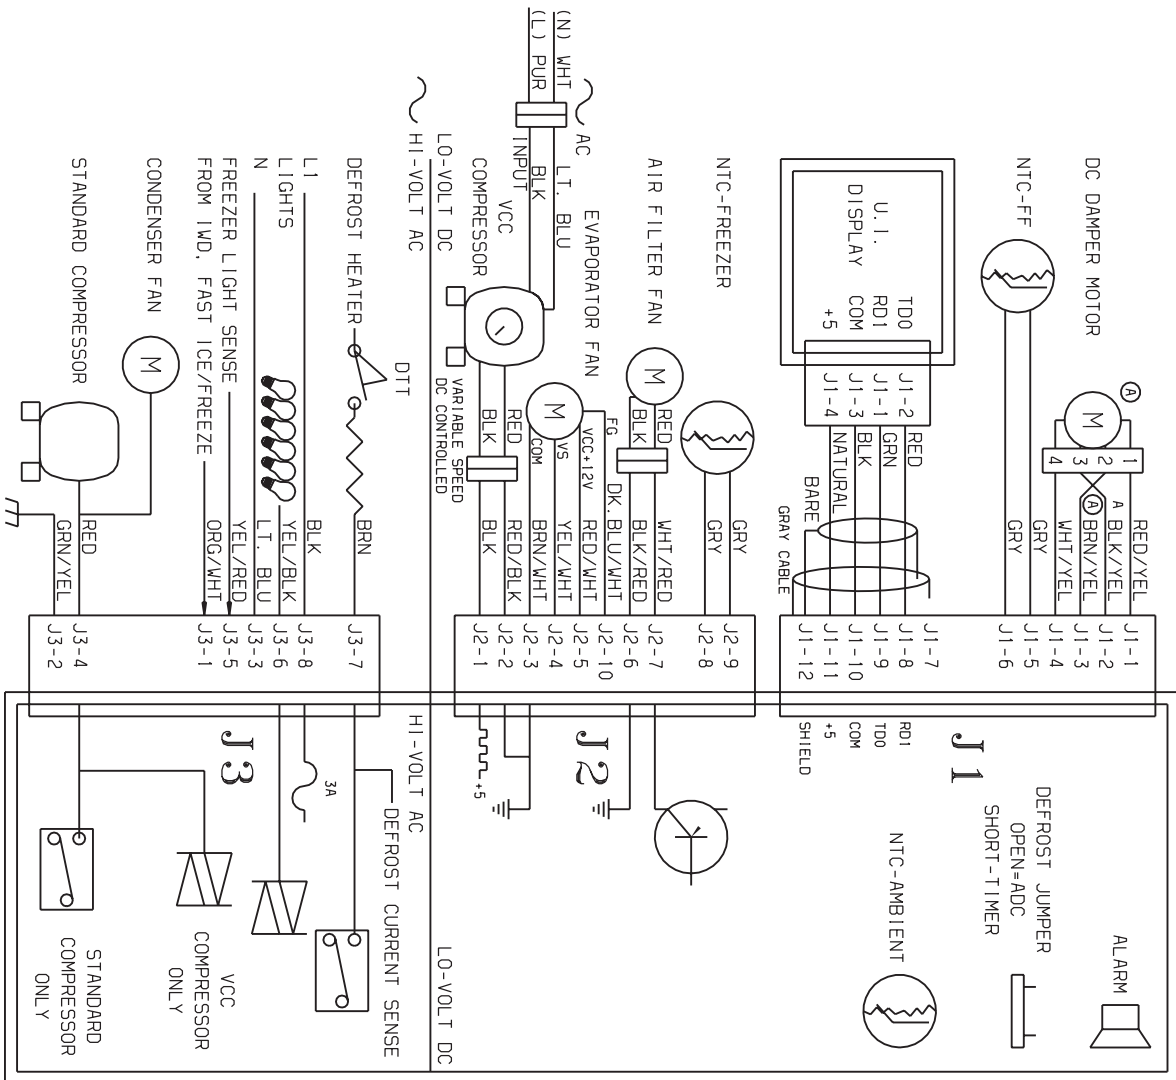 DC DAMPER MOTOR
A
M
1
2
3
4
A
A
RED/YEL
BLK/YEL
BRN/YEL
WHT/YEL
J1-1
J1-2
J1-3
J1-4
NTC-FF
GRY
GRY
J1-5
J1-6
U.I.
DISPLAY
TDO
RD1
COM
+5
J1-2
J1-1
J1-3
J1-4
RED
GRN
BLK
NATURAL
BARE
GRAY CABLE
J1-7
J1-8
J1-9
J1-10
J1-11
J1-12
RD1
TDO
COM
+5
SHIELD
J1
ALARM
DEFROST JUMPER
OPEN=ADC
SHORT-TIMER
NTC-AMBIENT
NTC-FREEZER
GRY
GRY
J2-9
J2-8
AIR FILTER FAN
M
RED
BLK
WHT/RED
BLK/RED
J2-7
J2-6
EVAPORATOR FAN
M
FG
VCC+12V
VS
COM
DK. BLU/WHT
RED/WHT
YEL/WHT
BRN/WHT
J2-10
J2-5
J2-4
J2-3
(N) WHT
(L) PUR
AC
INPUT
LT. BLU
BLK
VCC
COMPRESSOR
VARIABLE SPEED
DC CONTROLLED
RED
BLK
RED/BLK
BLK
J2-2
J2-1
+5
J2
LO-VOLT DC
HI-VOLT AC
LO-VOLT DC
HI-VOLT AC
DEFROST HEATER
DTT
BRN
J3-7
DEFROST CURRENT SENSE
L1
LIGHTS
N
BLK
YEL/BLK
LT. BLU
J3-8
J3-6
J3-3
3A
FREEZER LIGHT SENSE
YEL/RED
J3-5
FROM IWD, FAST ICE/FREEZE
ORG/WHT
J3-1
J3
CONDENSER FAN
M
STANDARD COMPRESSOR
RED
GRN/YEL
J3-4
J3-2
VCC
COMPRESSOR
ONLY
STANDARD
COMPRESSOR
ONLY